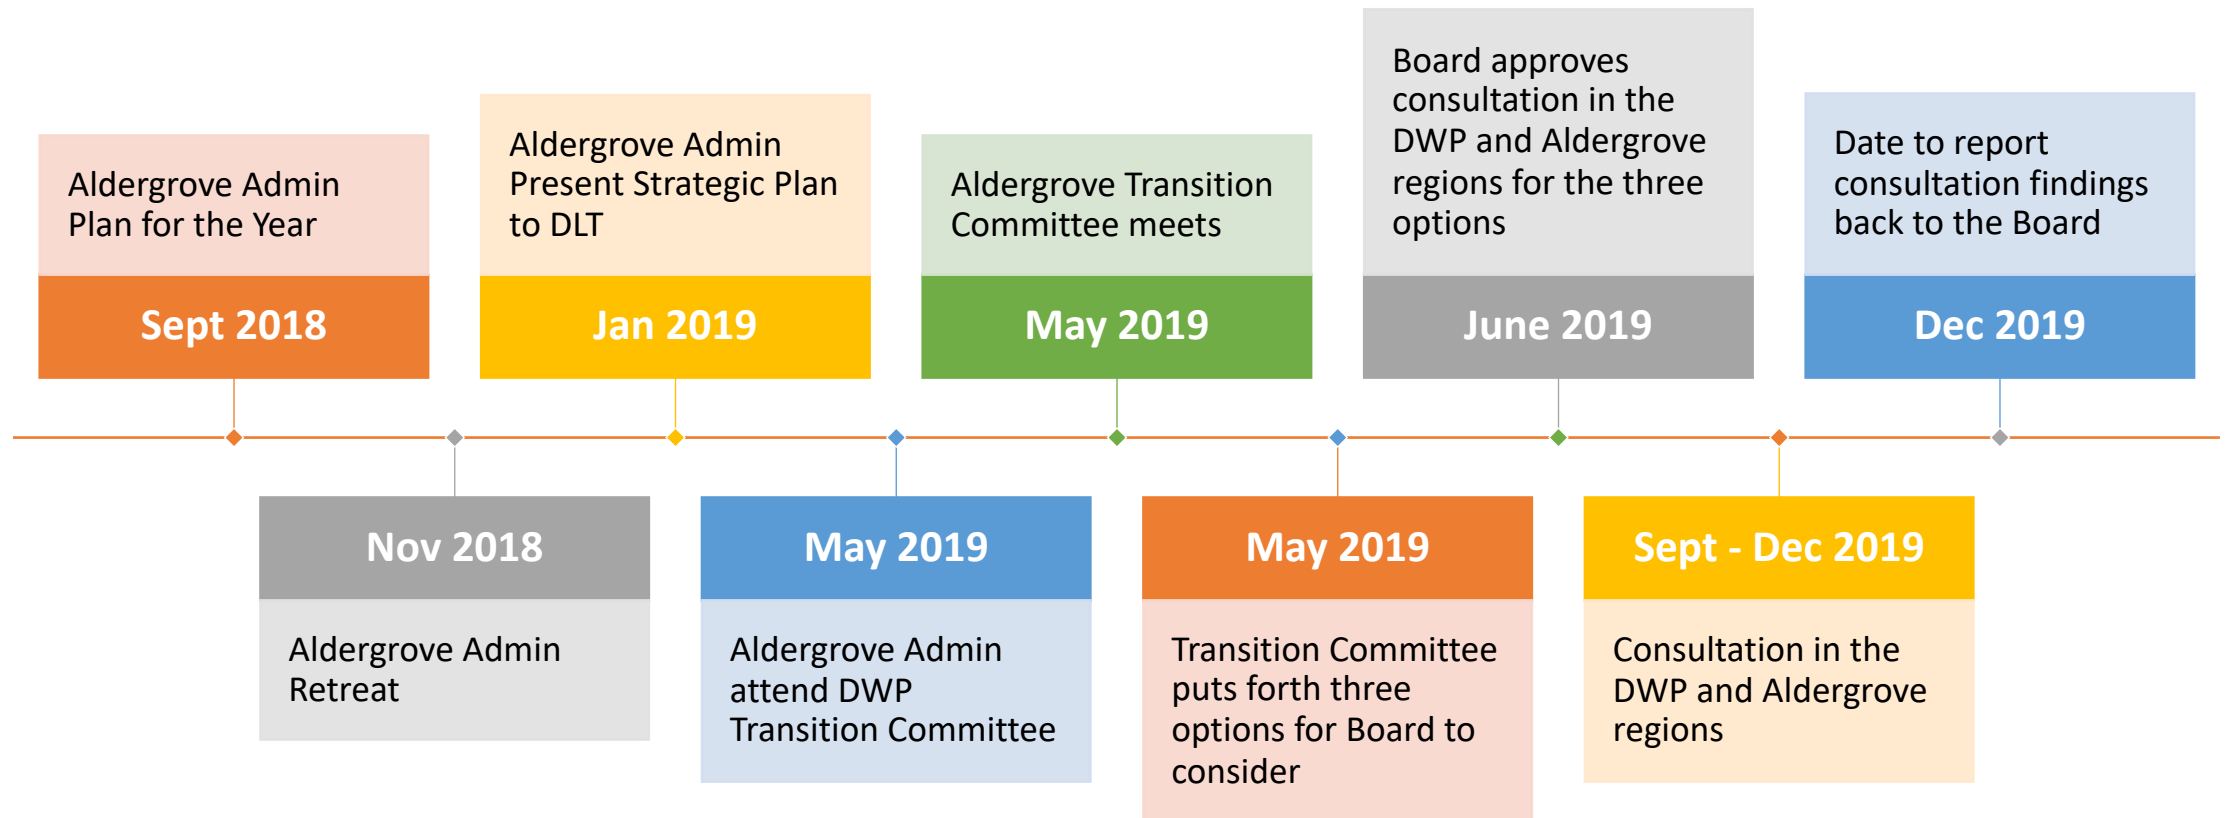 Aldergrove Admin
Plan for the Year
Sept 2018
Nov 2018
Aldergrove Admin
Retreat
Aldergrove Admin
Present Strategic Plan
to DLT
Jan 2019
May 2019
Aldergrove Admin
attend DWP
Transition Committee
Aldergrove Transition
Committee meets
May 2019
May 2019
Transition Committee
puts forth three
options for Board to
consider
Board approves
consultation in the
DWP and Aldergrove
regions for the three
options
June 2019
Sept - Dec 2019
Consultation in the
DWP and Aldergrove
regions
Date to report
consultation findings
back to the Board
Dec 2019